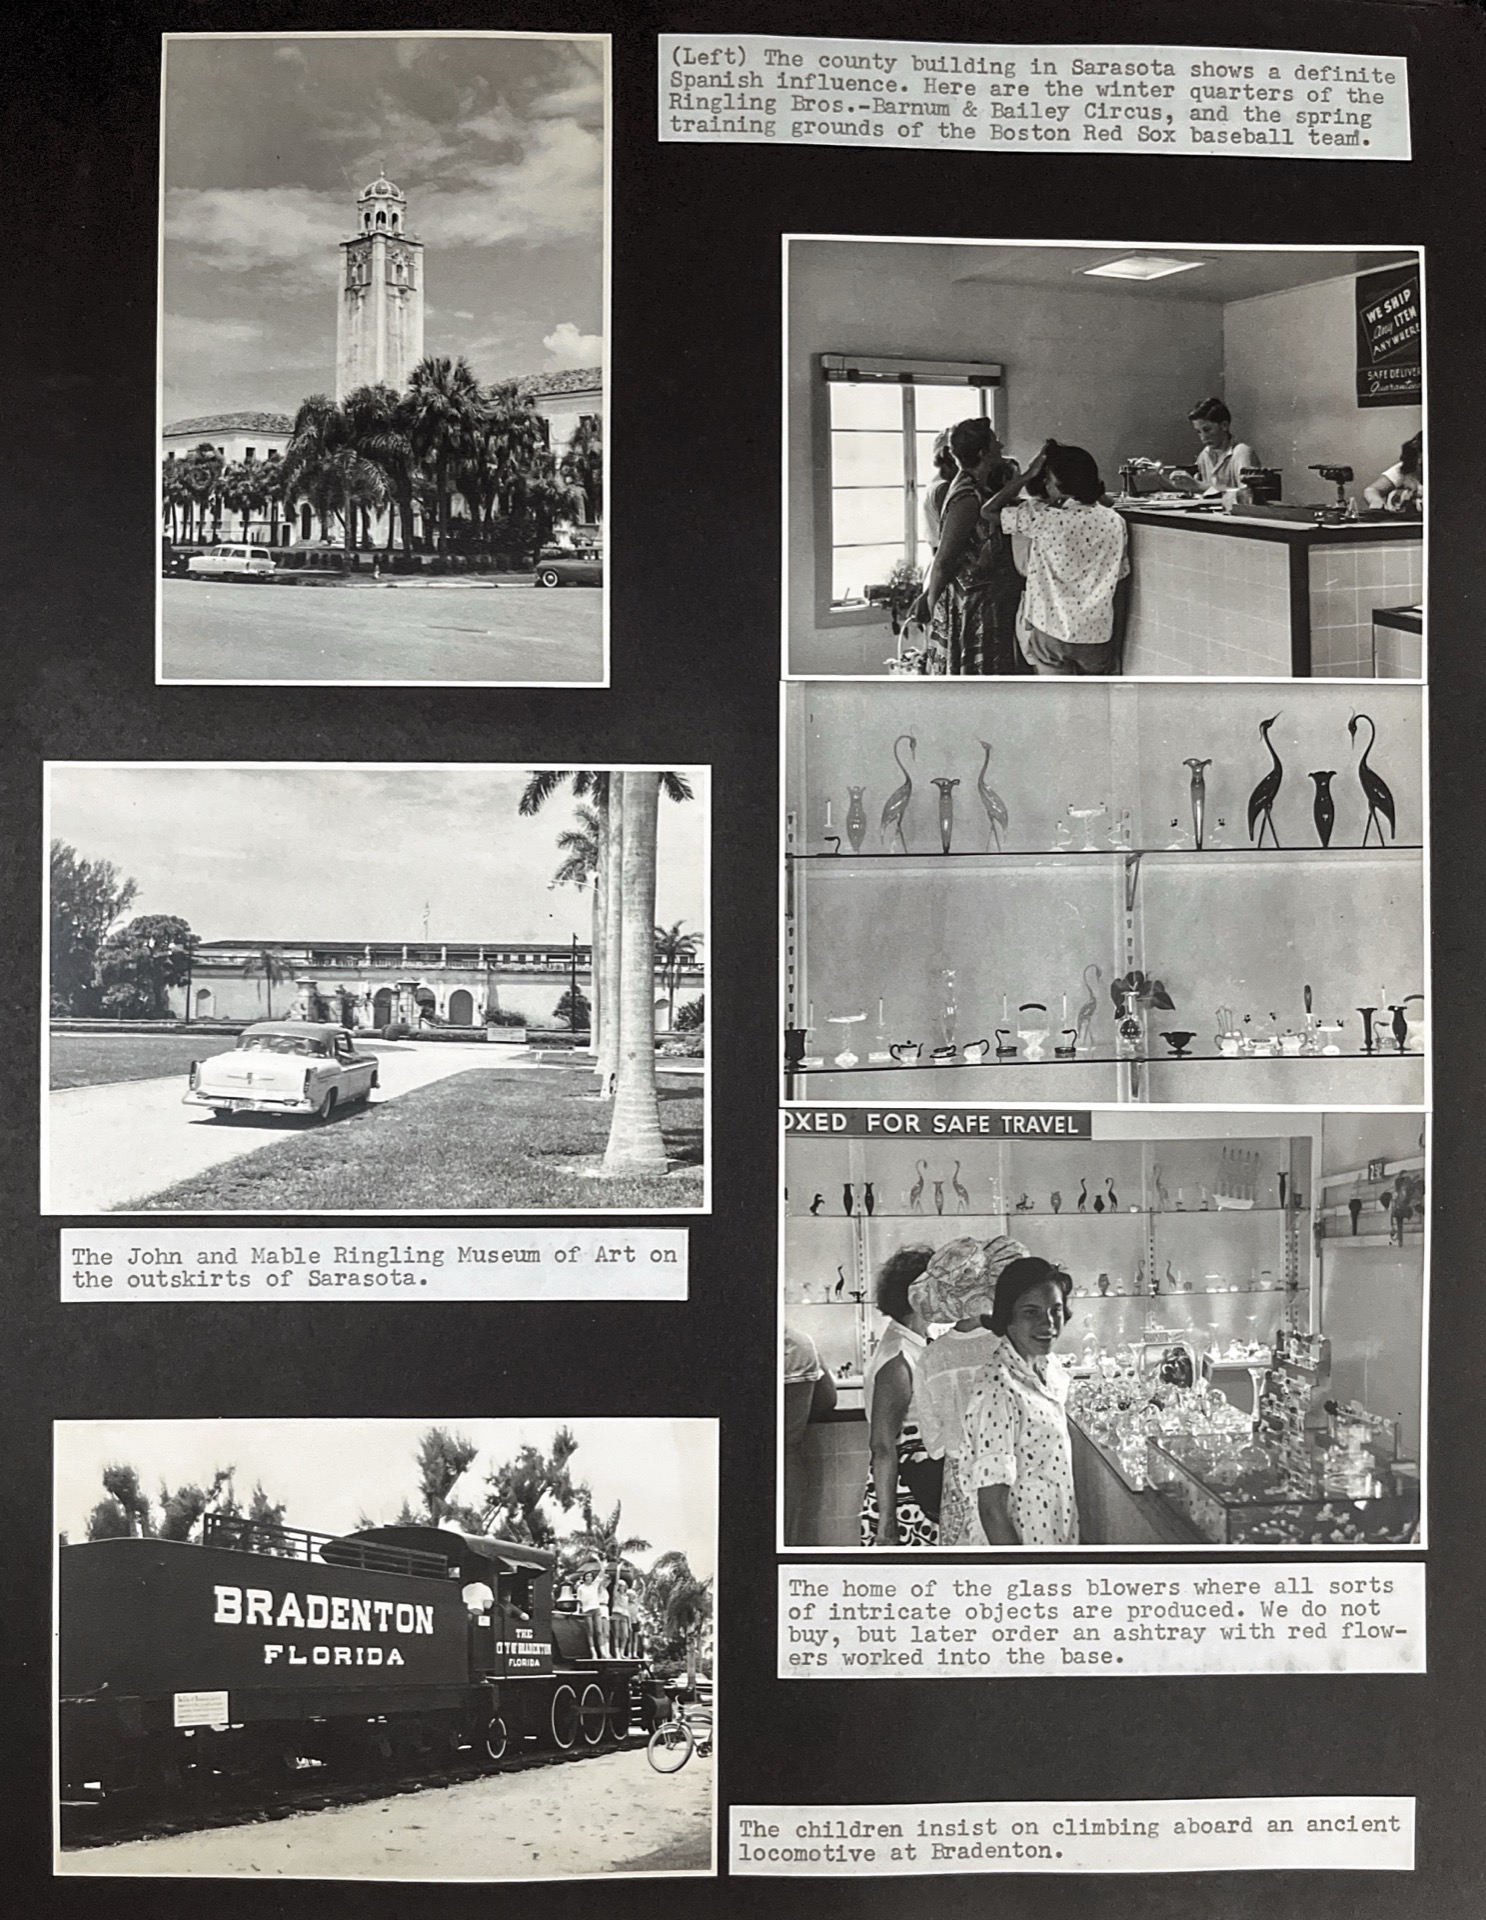 (Left) The county building in Sarasota shows a definite
Spanish influence. Here are the winter quarters of the
Ringling Bros.-Barnum & Bailey Circus, and the spring
training grounds of the Boston Red Sox baseball team.
WE SHIP
any ITEM
ANYWHERE
SAFE DELIVER
Guarantee
OXED FOR SAFE TRAVEL
The John and Mable Ringling Museum of Art on
the outskirts of Sarasota.
BRADENTON
FLORIDA
THE
BRADENTON
FLORIDA
The home of the glass blowers where all sorts
of intricate objects are produced. We do not
buy, but later order an ashtray with red flow-
ers worked into the base.
The children insist on climbing aboard an ancient
locomotive at Bradenton.